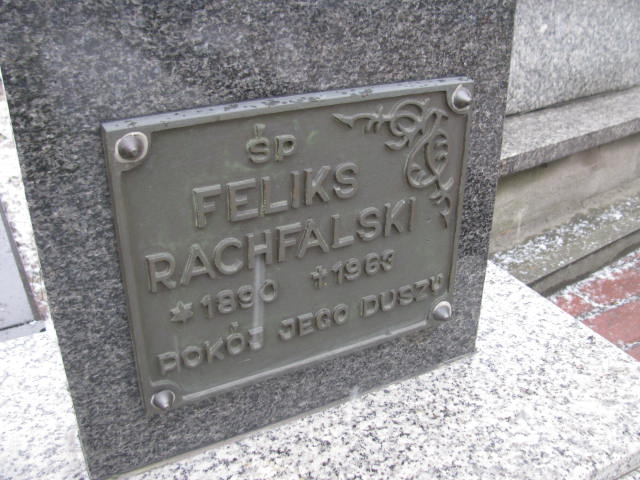 ŚP
FELIKS
RACHFALSKI
* 1890 † 1963
POKÓJ JEGO DUSZY